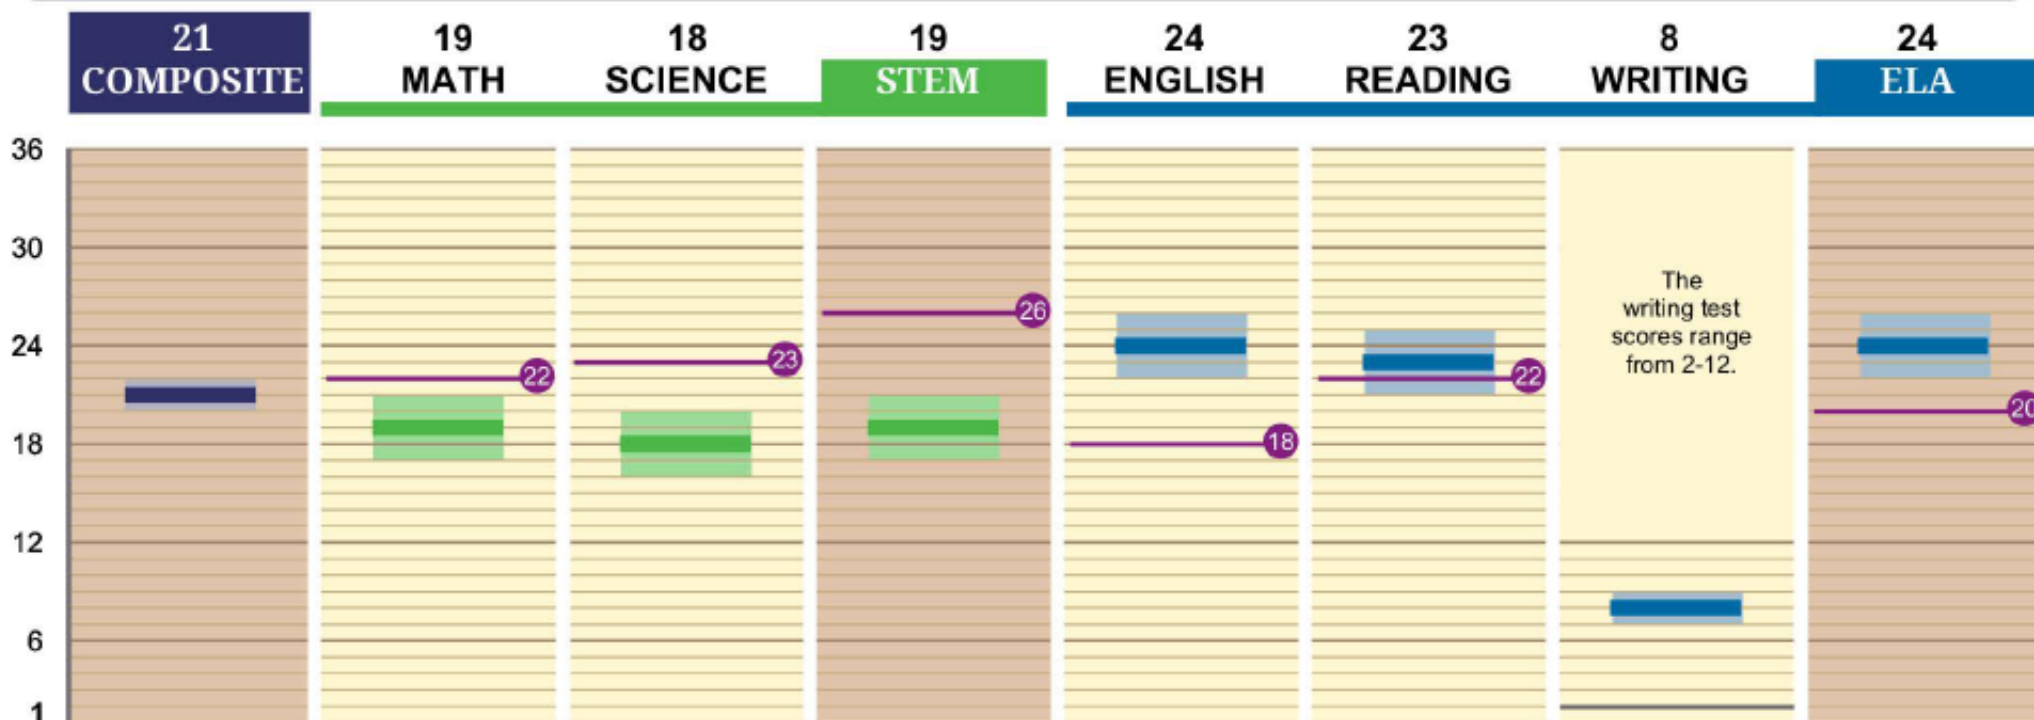 21
COMPOSITE
19
MATH
18
SCIENCE
19
STEM
24
ENGLISH
23
READING
8
WRITING
24
ELA
36
30
24
18
12
6
1
22
23
26
18
22
The
writing test
scores range
from 2-12.
20